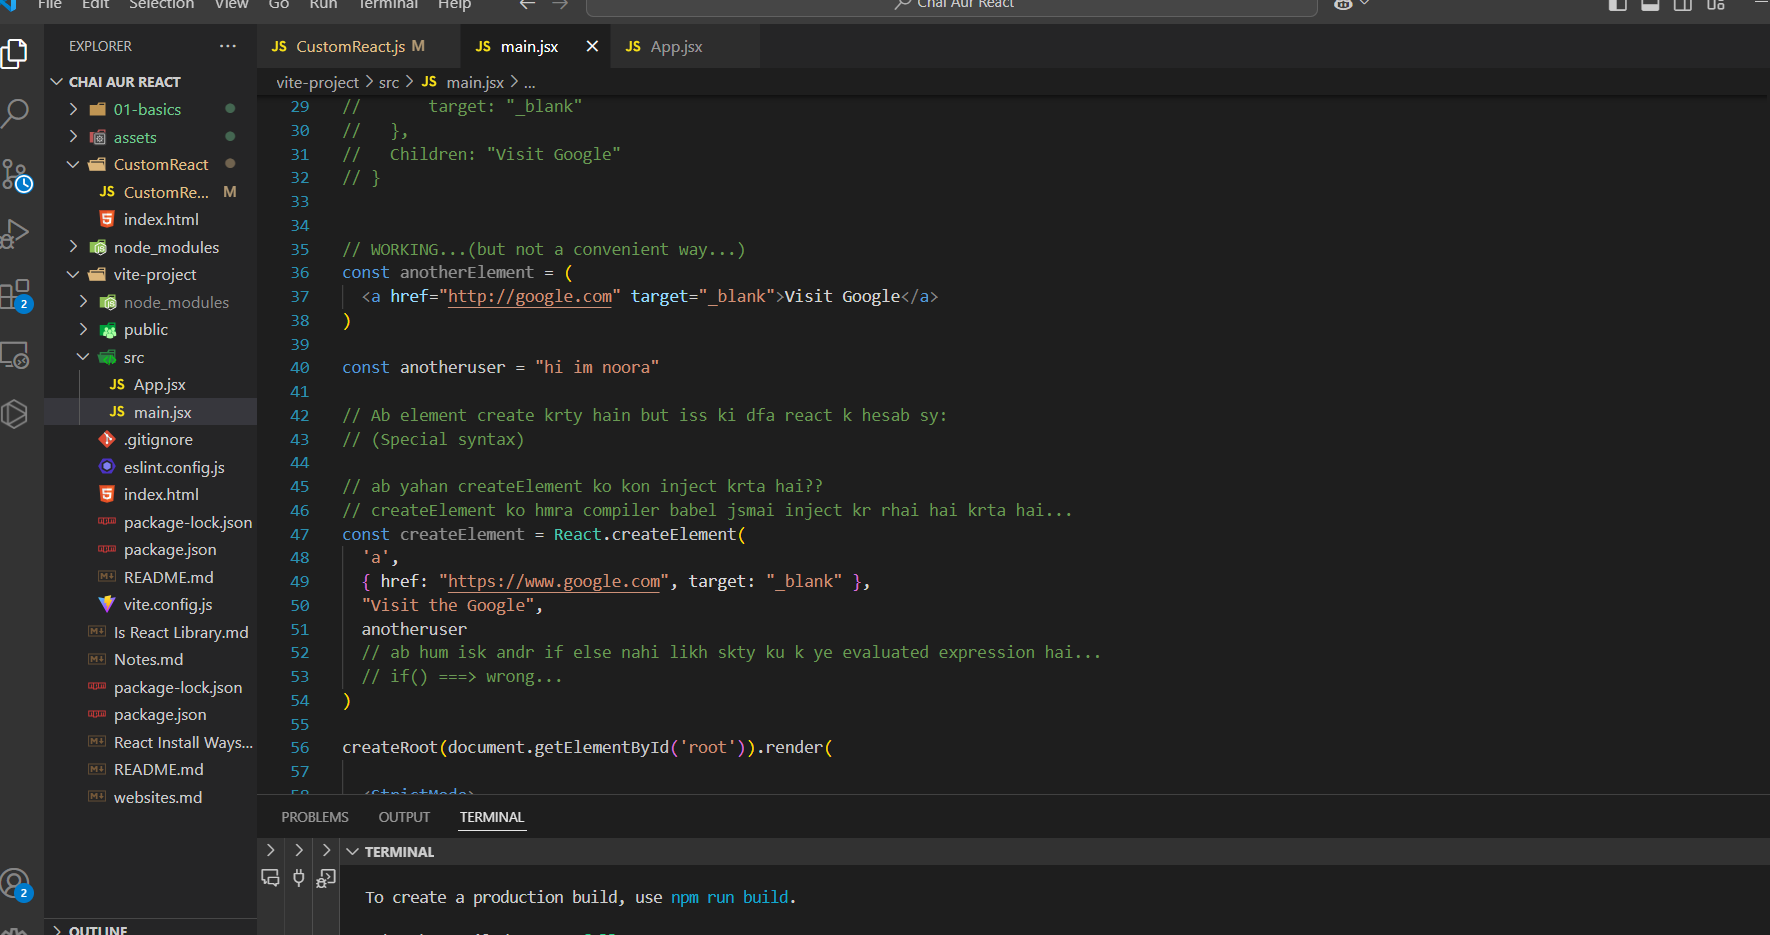 File Edit Selection View Go Run Terminal Help
Chai Aur React
EXPLORER
CHAI AUR REACT
01-basics
assets
CustomReact
JS CustomRe... M
index.html
node_modules
vite-project
node_modules
public
src
JS App.jsx
JS main.jsx
.gitignore
eslint.config.js
index.html
package-lock.json
package.json
README.md
vite.config.js
Is React Library.md
Notes.md
package-lock.json
package.json
React Install Ways...
README.md
websites.md
OUTLINE
2
2
JS CustomReact.js M
JS main.jsx
JS App.jsx
vite-project > src > JS main.jsx > ...
29 // target: "_blank"
30 // },
31 // Children: "Visit Google"
32 // }
33
34
35 // WORKING...(but not a convenient way...)
36 const anotherElement = (
37 <a href="http://google.com" target="_blank">Visit Google</a>
38 )
39
40 const anotheruser = "hi im noora"
41
42 // Ab element create krty hain but iss ki dfa react k hesab sy:
43 // (Special syntax)
44
45 // ab yahan createElement ko kon inject krta hai??
46 // createElement ko hmra compiler babel jsmai inject kr rhai hai krta hai...
47 const createElement = React.createElement(
48 'a',
49 { href: "https://www.google.com", target: "_blank" },
50 "Visit the Google",
51 anotheruser
52 // ab hum isk andr if else nahi likh skty ku k ye evaluated expression hai...
53 // if() ===> wrong...
54 )
55
56 createRoot(document.getElementById('root')).render(
57
58 <StrictMode>
PROBLEMS OUTPUT TERMINAL
TERMINAL
To create a production build, use npm run build.